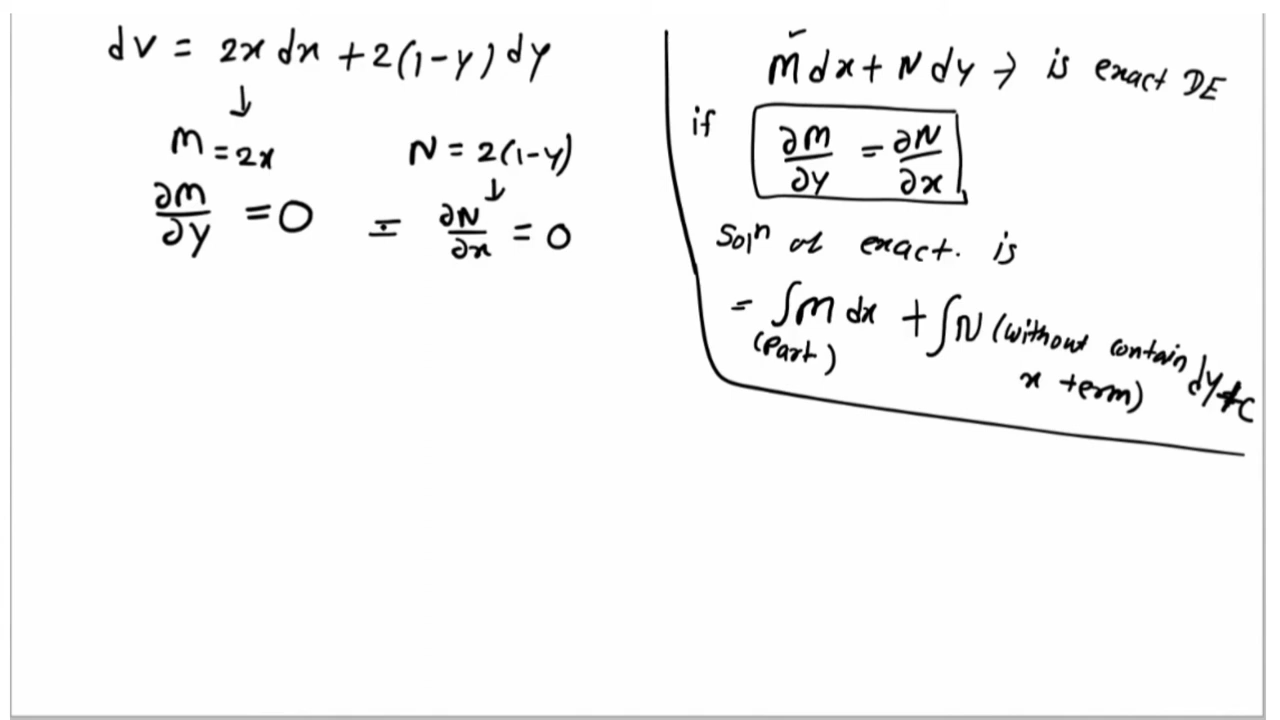 dv = 2x dx + 2(1-y) dy
↓
M = 2x
N = 2(1-y)
↓
∂M/∂y = 0 = ∂N/∂x = 0
M dx + N dy → is exact DE
if ∂M/∂y = ∂N/∂x
Solⁿ of exact. is
= ∫M dx + ∫N (without contain dy + C
(Part) x term)